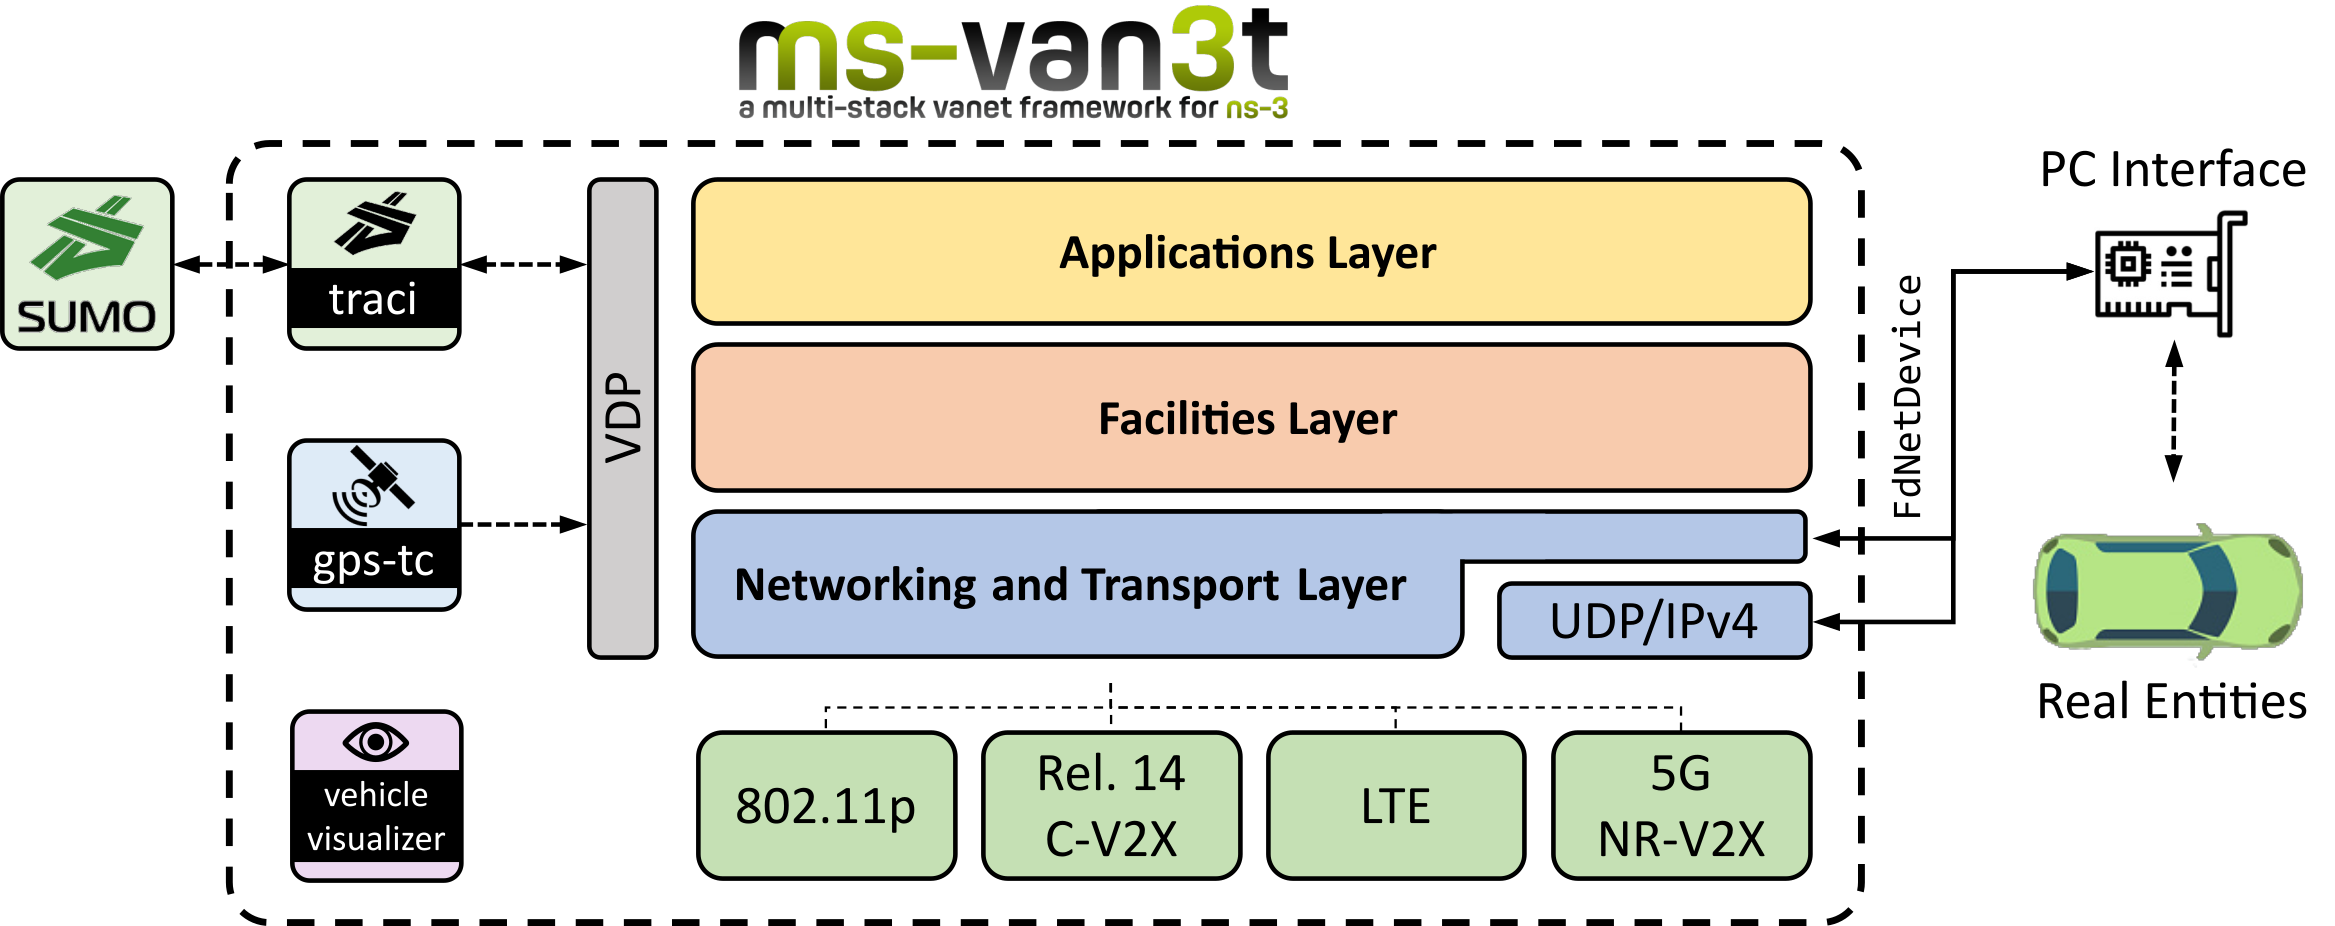 ms-van3t
a multi-stack vanet framework for ns-3
SUMO
traci
gps-tc
vehicle
visualizer
VDP
Applications Layer
Facilities Layer
Networking and Transport Layer
UDP/IPv4
802.11p
Rel. 14
C-V2X
LTE
5G
NR-V2X
FdNetDevice
PC Interface
Real Entities